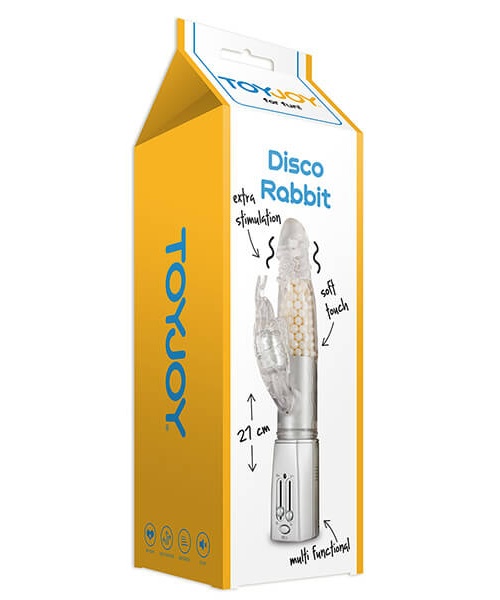 TOYJOY
for fun!
Disco
Rabbit
extra
stimulation
soft
touch
27 cm
multi functional
TOYJOY